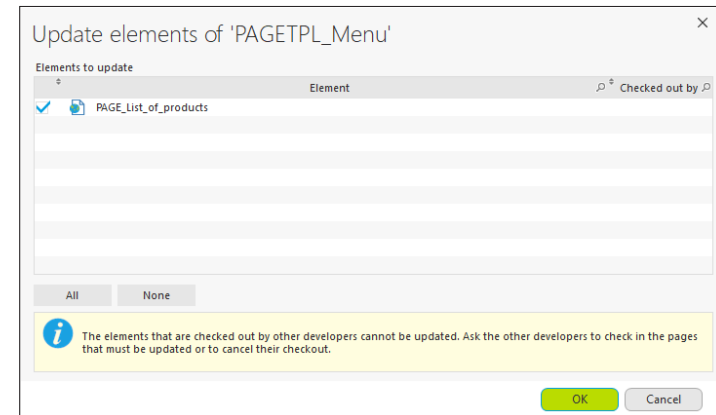 Update elements of 'PAGETPL_Menu'
Elements to update
Element Checked out by
PAGE_List_of_products
All None
The elements that are checked out by other developers cannot be updated. Ask the other developers to check in the pages
that must be updated or to cancel their checkout.
OK Cancel